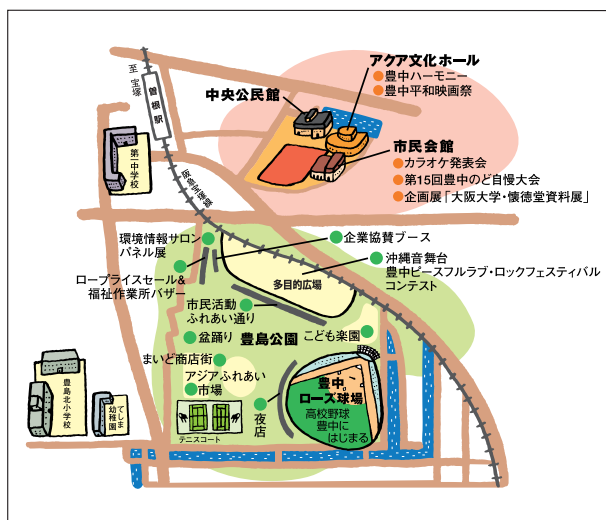 至 宝塚
曽根駅
阪急宝塚線
アクア文化ホール
豊中ハーモニー
豊中平和映画祭
中央公民館
市民会館
カラオケ発表会
第15回豊中のど自慢大会
企画展「大阪大学・懐徳堂資料展」
第一中学校
環境情報サロン
パネル展
企業協賛ブース
ロープライスセール&
福祉作業所バザー
沖縄音舞台
豊中ピースフルラブ・ロックフェスティバル
コンテスト
多目的広場
市民活動
ふれあい通り
盆踊り
豊島公園
こども楽園
まいど商店街
アジアふれあい
市場
夜店
豊中
ローズ球場
高校野球
豊中に
はじまる
テニスコート
豊島北小学校
てしま
幼稚園